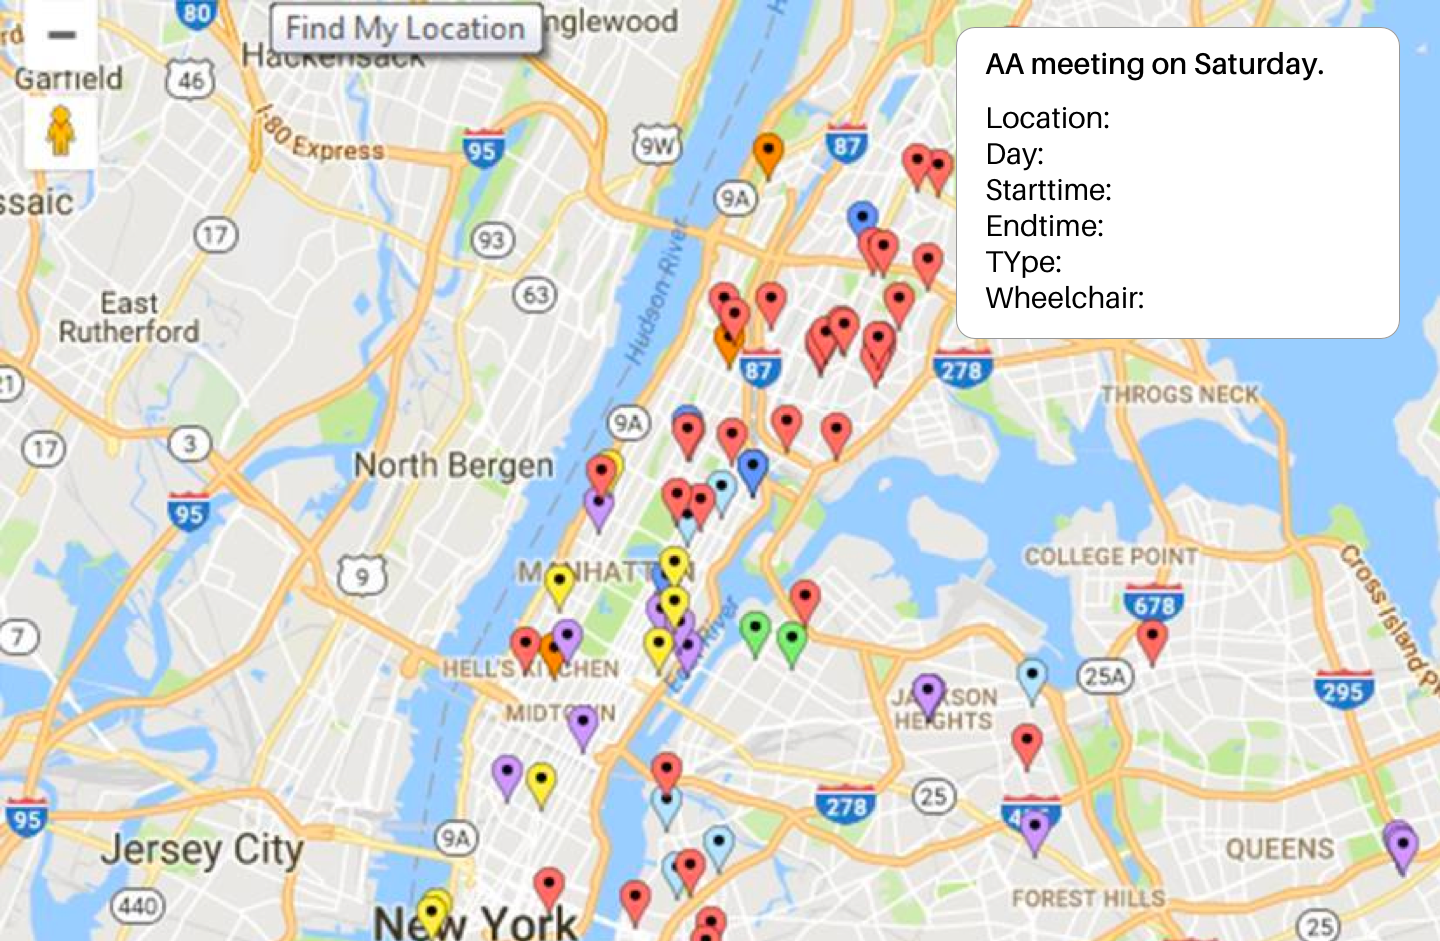 80
Find My Location
nglewood
Hackensack
Garfield
46
I-80 Express
95
9W
87
AA meeting on Saturday.
Location:
Day:
Starttime:
Endtime:
TYpe:
Wheelchair:
9A
ssaic
17
93
63
Hudson River
East
Rutherford
87
278
THROGS NECK
21
9A
17
3
North Bergen
95
MANHATTAN
COLLEGE POINT
Cross Island P
9
678
7
East River
HELL'S KITCHEN
25A
295
JACKSON
HEIGHTS
MIDTOWN
95
278
25
495
9A
Jersey City
QUEENS
440
New York
FOREST HILLS
25